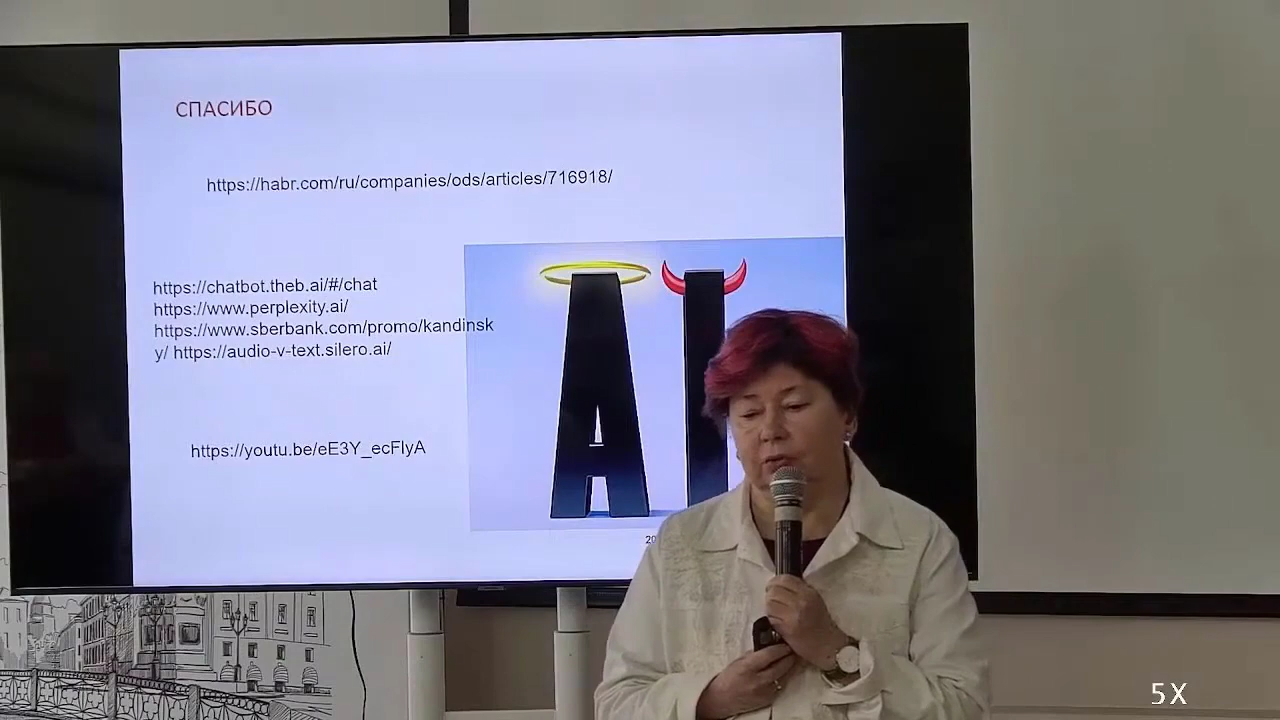 СПАСИБО
https://habr.com/ru/companies/ods/articles/716918/
https://chatbot.theb.ai/#/chat
https://www.perplexity.ai/
https://www.sberbank.com/promo/kandinsk
y/ https://audio-v-text.silero.ai/
AI
https://youtu.be/eE3Y_ecFlyA
5X